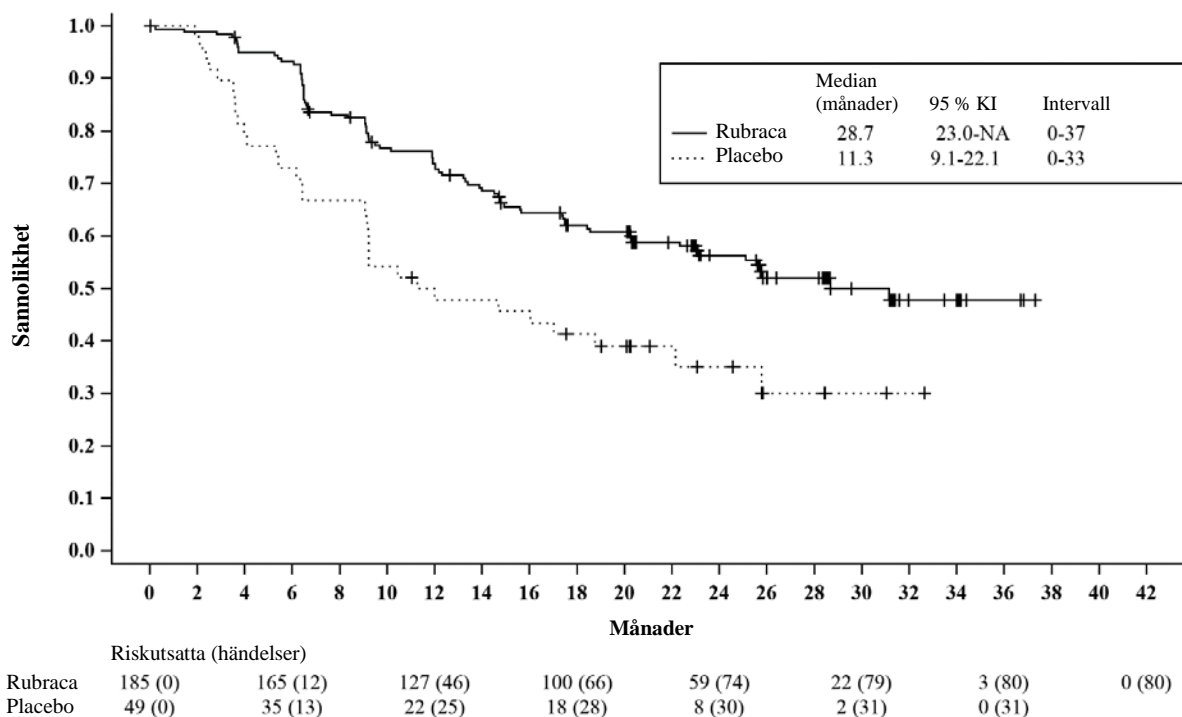 1.0
0.9
0.8
0.7
0.6
0.5
0.4
0.3
0.2
0.1
0.0
Sannolikhet
Median
(månader) 95 % KI Intervall
Rubraca 28.7 23.0-NA 0-37
Placebo 11.3 9.1-22.1 0-33
0 2 4 6 8 10 12 14 16 18 20 22 24 26 28 30 32 34 36 38 40 42
Månader
Riskutsatta (händelser)
Rubraca 185 (0) 165 (12) 127 (46) 100 (66) 59 (74) 22 (79) 3 (80) 0 (80)
Placebo 49 (0) 35 (13) 22 (25) 18 (28) 8 (30) 2 (31) 0 (31)